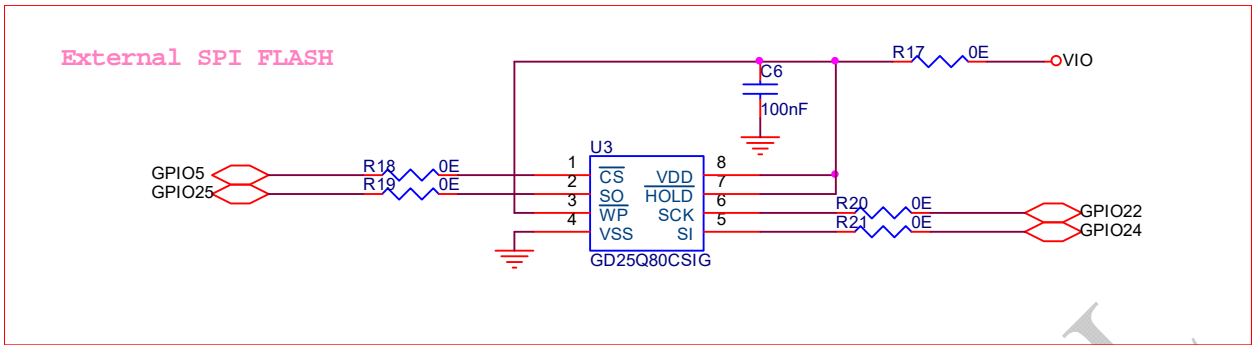 External SPI FLASH
R17 0E VIO
C6
100nF
U3
GPIO5 R18 0E 1 CS VDD 8
GPIO25 R19 0E 2 SO HOLD 7
3 WP SCK 6 R20 0E GPIO22
4 VSS SI 5 R21 0E GPIO24
GD25Q80CSIG